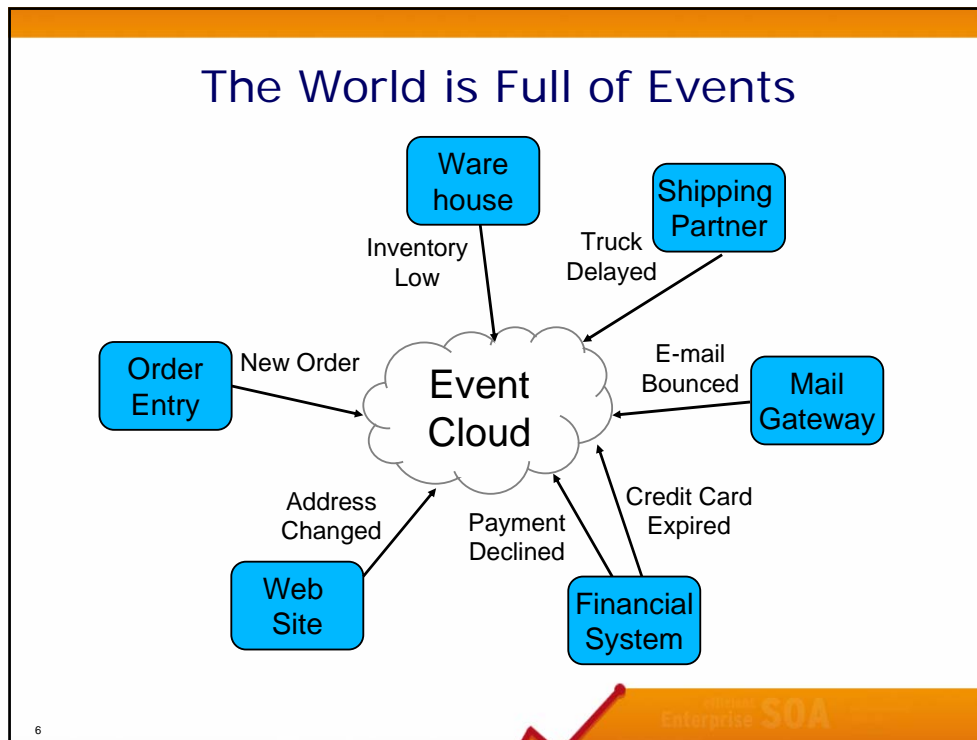 The World is Full of Events
Ware
house
Shipping
Partner
Inventory
Low
Truck
Delayed
Order
Entry
New Order
Event
Cloud
E-mail
Bounced
Mail
Gateway
Address
Changed
Payment
Declined
Credit Card
Expired
Web
Site
Financial
System
Enterprise SOA
6